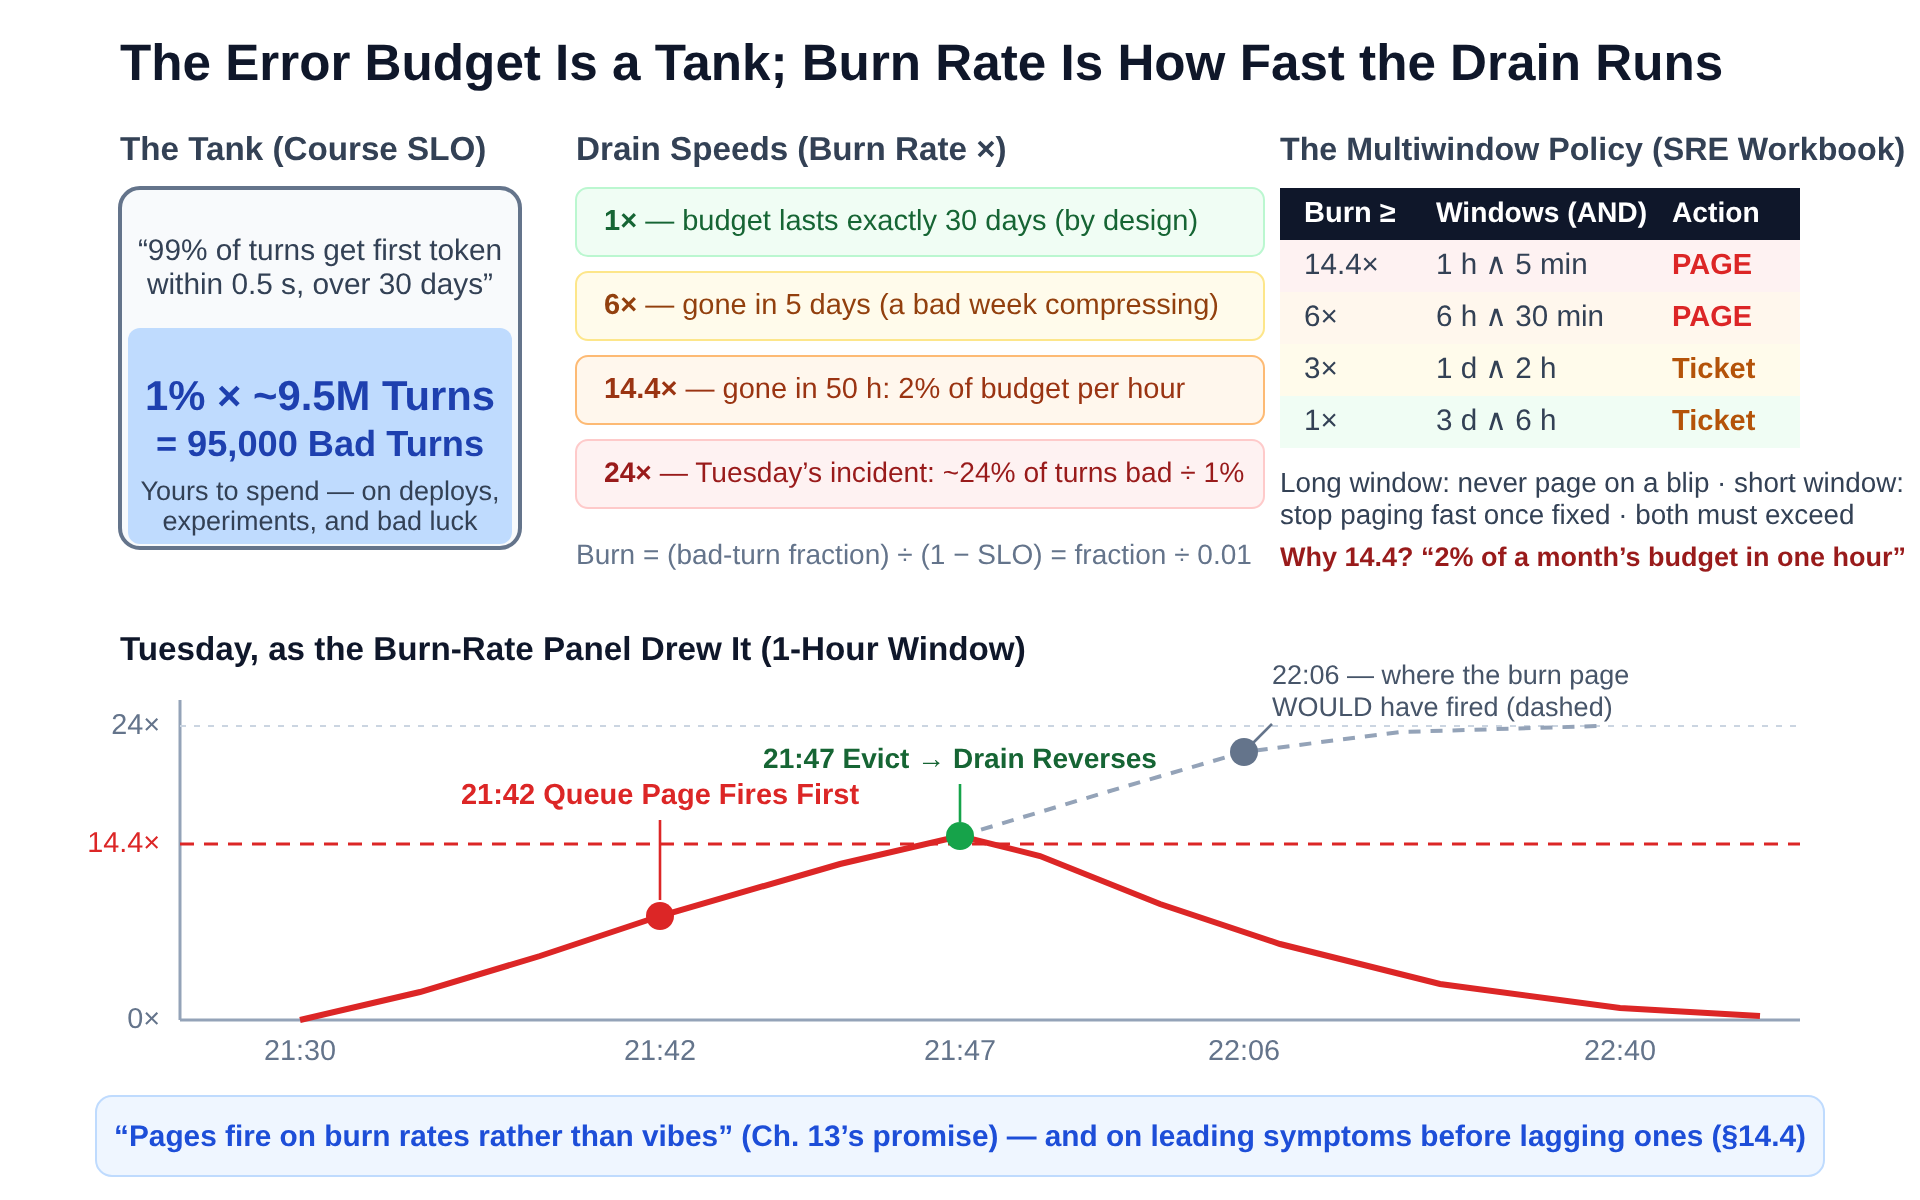 The Error Budget Is a Tank; Burn Rate Is How Fast the Drain Runs
The Tank (Course SLO)
“99% of turns get first token
within 0.5 s, over 30 days”
1% × ~9.5M Turns
= 95,000 Bad Turns
Yours to spend — on deploys,
experiments, and bad luck
Drain Speeds (Burn Rate ×)
1× — budget lasts exactly 30 days (by design)
6× — gone in 5 days (a bad week compressing)
14.4× — gone in 50 h: 2% of budget per hour
24× — Tuesday’s incident: ~24% of turns bad ÷ 1%
Burn = (bad-turn fraction) ÷ (1 − SLO) = fraction ÷ 0.01
The Multiwindow Policy (SRE Workbook)
Burn ≥ Windows (AND) Action
14.4× 1 h ∧ 5 min PAGE
6× 6 h ∧ 30 min PAGE
3× 1 d ∧ 2 h Ticket
1× 3 d ∧ 6 h Ticket
Long window: never page on a blip · short window:
stop paging fast once fixed · both must exceed
Why 14.4? “2% of a month’s budget in one hour”
Tuesday, as the Burn-Rate Panel Drew It (1-Hour Window)
22:06 — where the burn page
WOULD have fired (dashed)
24×
21:47 Evict → Drain Reverses
21:42 Queue Page Fires First
14.4×
0×
21:30 21:42 21:47 22:06 22:40
“Pages fire on burn rates rather than vibes” (Ch. 13’s promise) — and on leading symptoms before lagging ones (§14.4)